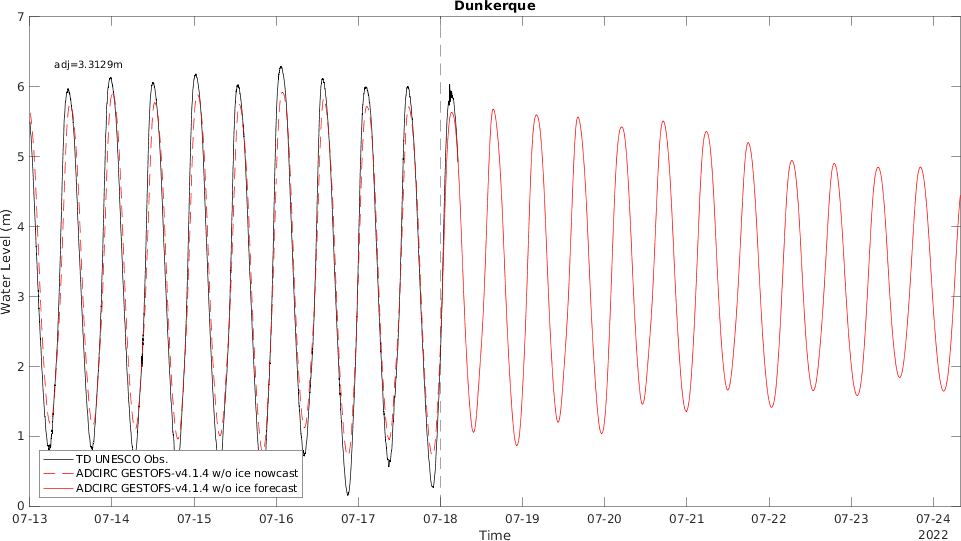 Dunkerque
7
6
5
4
3
2
1
0
Water Level (m)
adj=3.3129m
TD UNESCO Obs.
ADCIRC GESTOFS-v4.1.4 w/o ice nowcast
ADCIRC GESTOFS-v4.1.4 w/o ice forecast
07-13 07-14 07-15 07-16 07-17 07-18 07-19 07-20 07-21 07-22 07-23 07-24
2022
Time